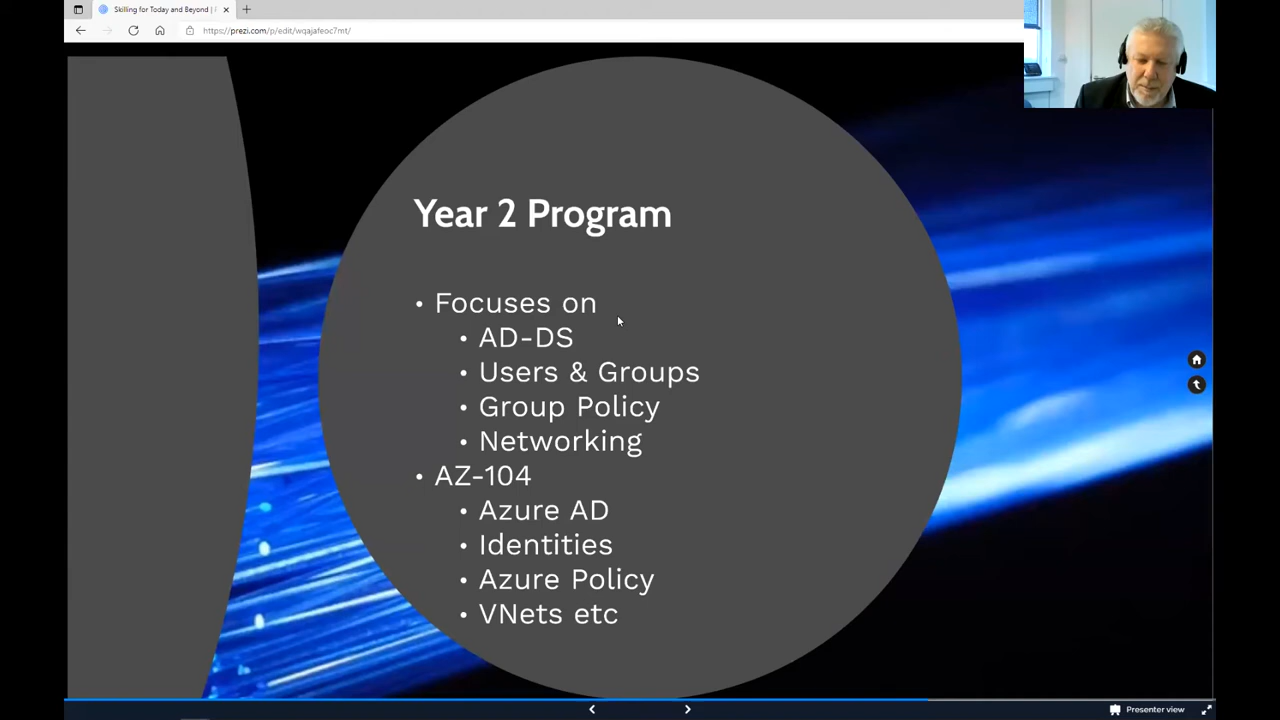 Skilling for Today and Beyond |
https://prezi.com/p/edit/wqajafeoc7mt/
Year 2 Program
• Focuses on
• AD-DS
• Users & Groups
• Group Policy
• Networking
• AZ-104
• Azure AD
• Identities
• Azure Policy
• VNets etc
Presenter view